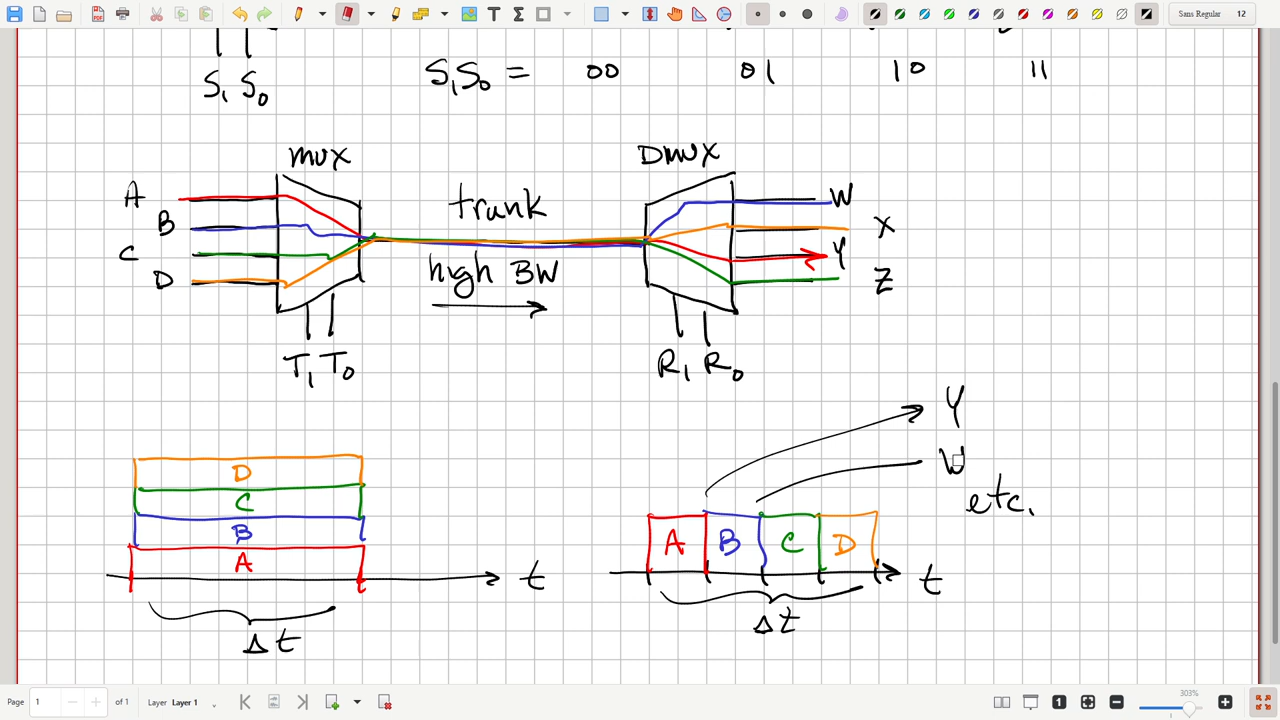 Sans Regular 12
S₁ S₀
S₁S₀ = 00 01 10 11
mux Dmux
A trunk W
B X
C high BW Y
D Z
T₁ T₀ R₁ R₀
Y
W
etc.
D
C
B
A
t
Δt
A B C D
t
Δt
Page 1 of 1 Layer Layer 1 303%